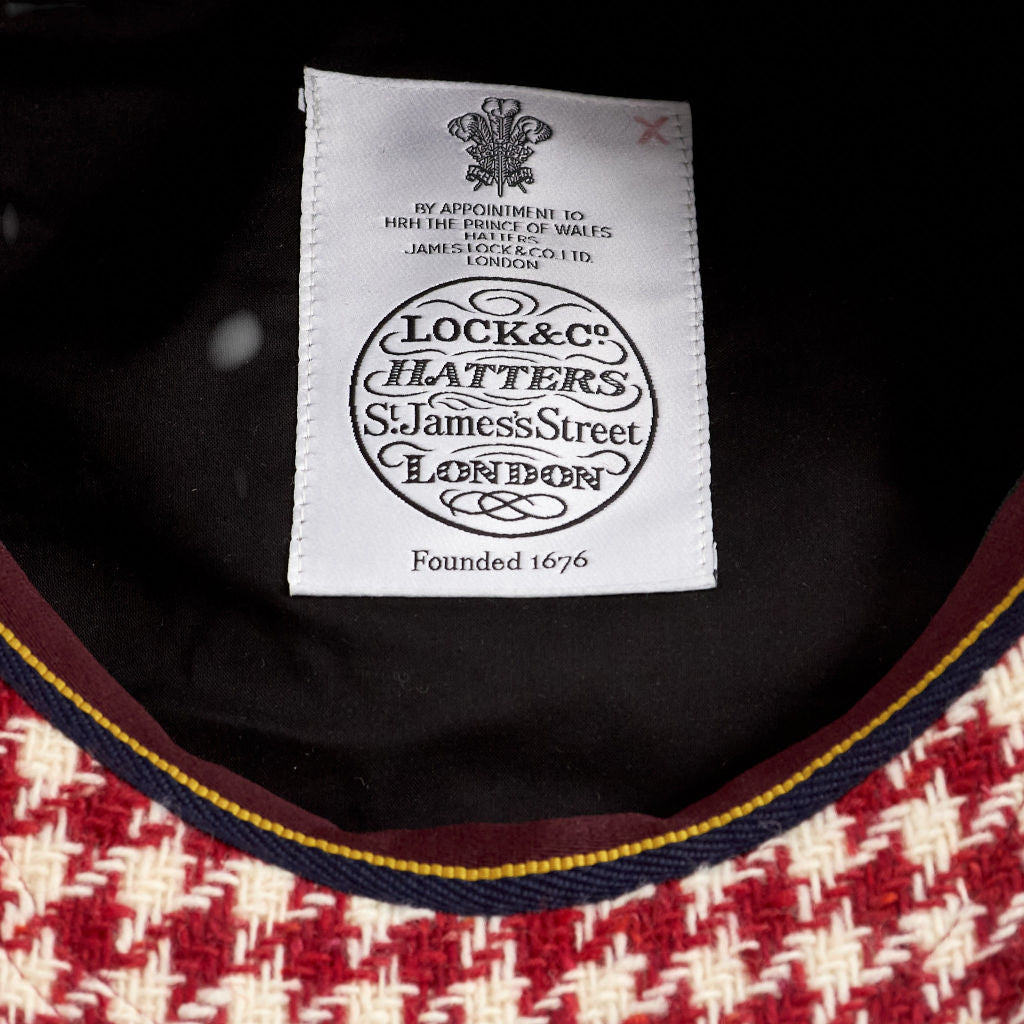 BY APPOINTMENT TO
HRH THE PRINCE OF WALES
HATTERS
JAMES LOCK & CO. LTD.
LONDON
LOCK & Co.
HATTERS
St. James's Street
LONDON
Founded 1676